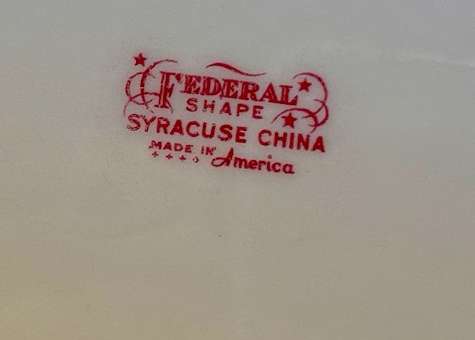 FEDERAL
SHAPE
SYRACUSE CHINA
MADE IN America